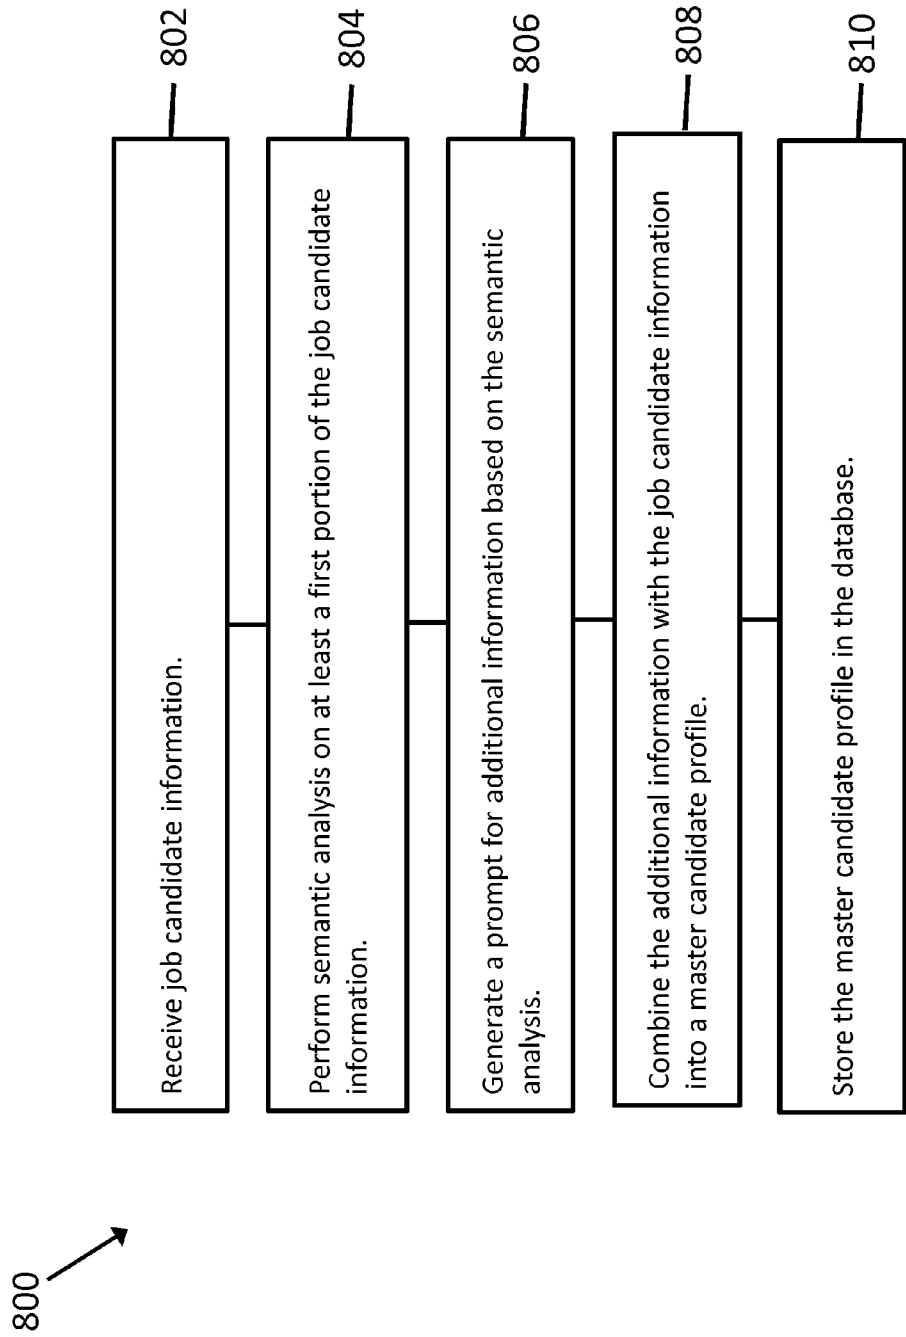 800
Receive job candidate information.
802
Perform semantic analysis on at least a first portion of the job candidate
information.
804
Generate a prompt for additional information based on the semantic
analysis.
806
Combine the additional information with the job candidate information
into a master candidate profile.
808
Store the master candidate profile in the database.
810